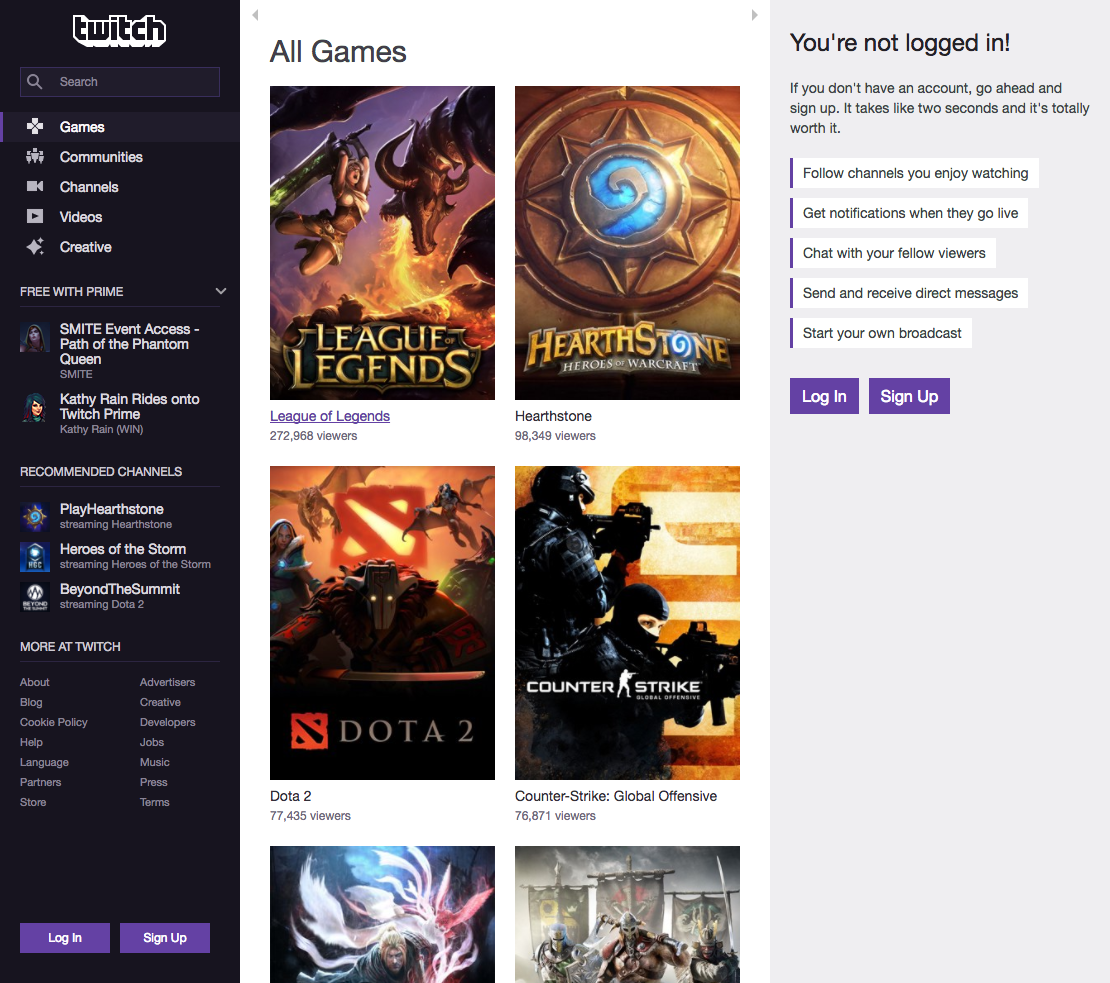 twitch
Search
Games
Communities
Channels
Videos
Creative
FREE WITH PRIME
SMITE Event Access -
Path of the Phantom
Queen
SMITE
Kathy Rain Rides onto
Twitch Prime
Kathy Rain (WIN)
RECOMMENDED CHANNELS
PlayHearthstone
streaming Hearthstone
HGC
Heroes of the Storm
streaming Heroes of the Storm
BEYOND
THE SUMMIT
BeyondTheSummit
streaming Dota 2
MORE AT TWITCH
About
Advertisers
Blog
Creative
Cookie Policy
Developers
Help
Jobs
Language
Music
Partners
Press
Store
Terms
Log In
Sign Up
All Games
LEAGUE OF
LEGENDS
League of Legends
272,968 viewers
HEARTHSTONE
HEROES OF WARCRAFT
Hearthstone
98,349 viewers
DOTA 2
Dota 2
77,435 viewers
COUNTER STRIKE
GLOBAL OFFENSIVE
Counter-Strike: Global Offensive
76,871 viewers
You're not logged in!
If you don't have an account, go ahead and
sign up. It takes like two seconds and it's totally
worth it.
Follow channels you enjoy watching
Get notifications when they go live
Chat with your fellow viewers
Send and receive direct messages
Start your own broadcast
Log In
Sign Up